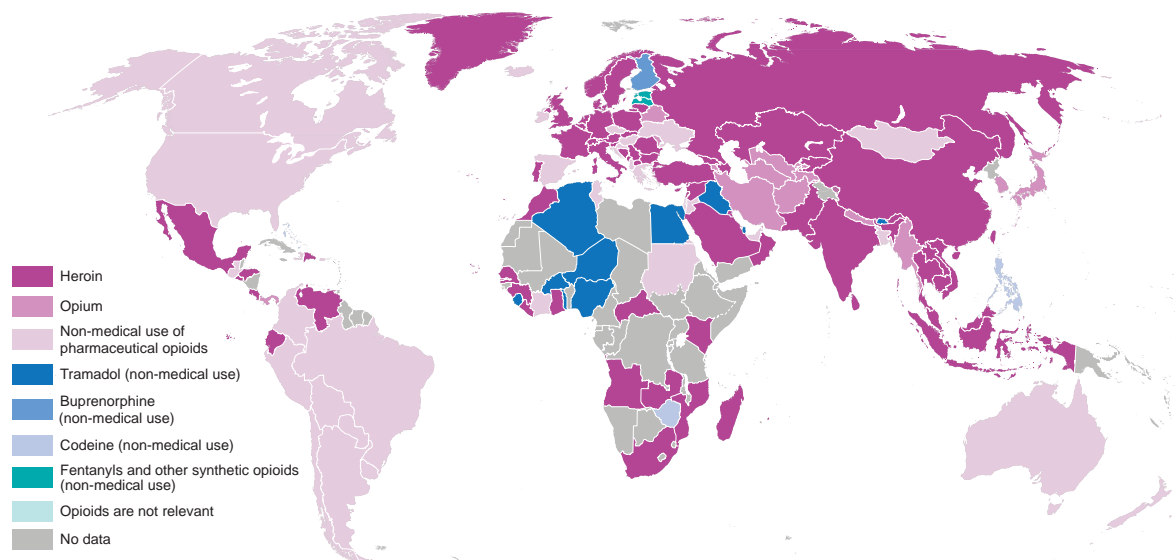 Heroin
Opium
Non-medical use of
pharmaceutical opioids
Tramadol (non-medical use)
Buprenorphine
(non-medical use)
Codeine (non-medical use)
Fentanyls and other synthetic opioids
(non-medical use)
Opioids are not relevant
No data